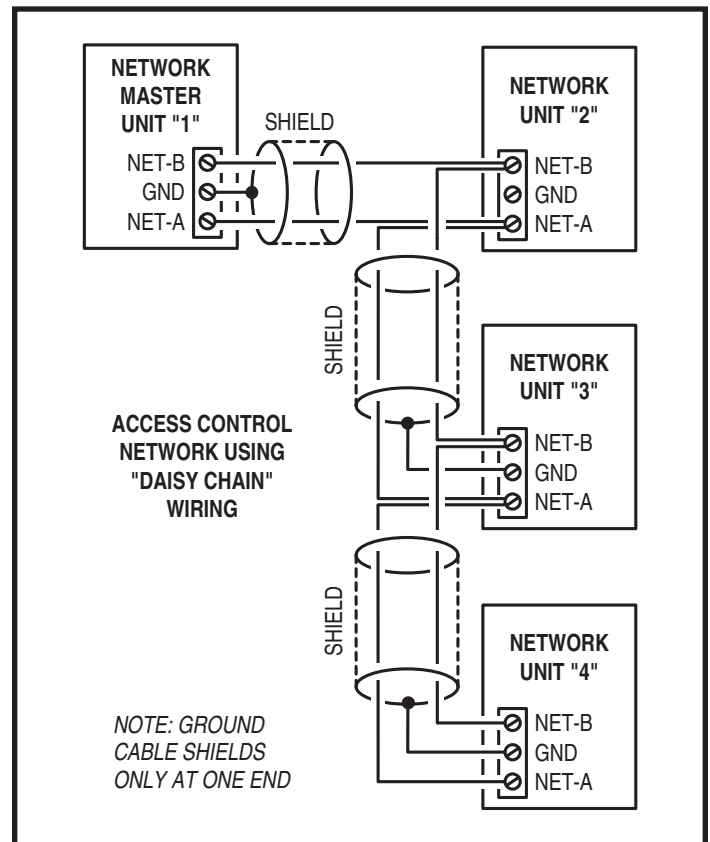 NETWORK
MASTER
UNIT "1"
NET-B
GND
NET-A
SHIELD
NETWORK
UNIT "2"
NET-B
GND
NET-A
SHIELD
NETWORK
UNIT "3"
NET-B
GND
NET-A
ACCESS CONTROL
NETWORK USING
"DAISY CHAIN"
WIRING
SHIELD
NETWORK
UNIT "4"
NET-B
GND
NET-A
NOTE: GROUND
CABLE SHIELDS
ONLY AT ONE END